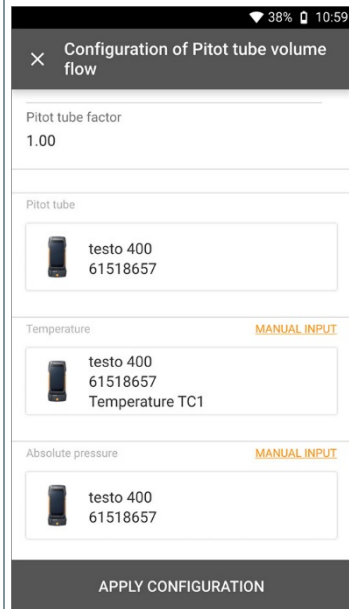 38% 10:59
Configuration of Pitot tube volume
flow
Pitot tube factor
1.00
Pitot tube
testo 400
61518657
Temperature MANUAL INPUT
testo 400
61518657
Temperature TC1
Absolute pressure MANUAL INPUT
testo 400
61518657
APPLY CONFIGURATION